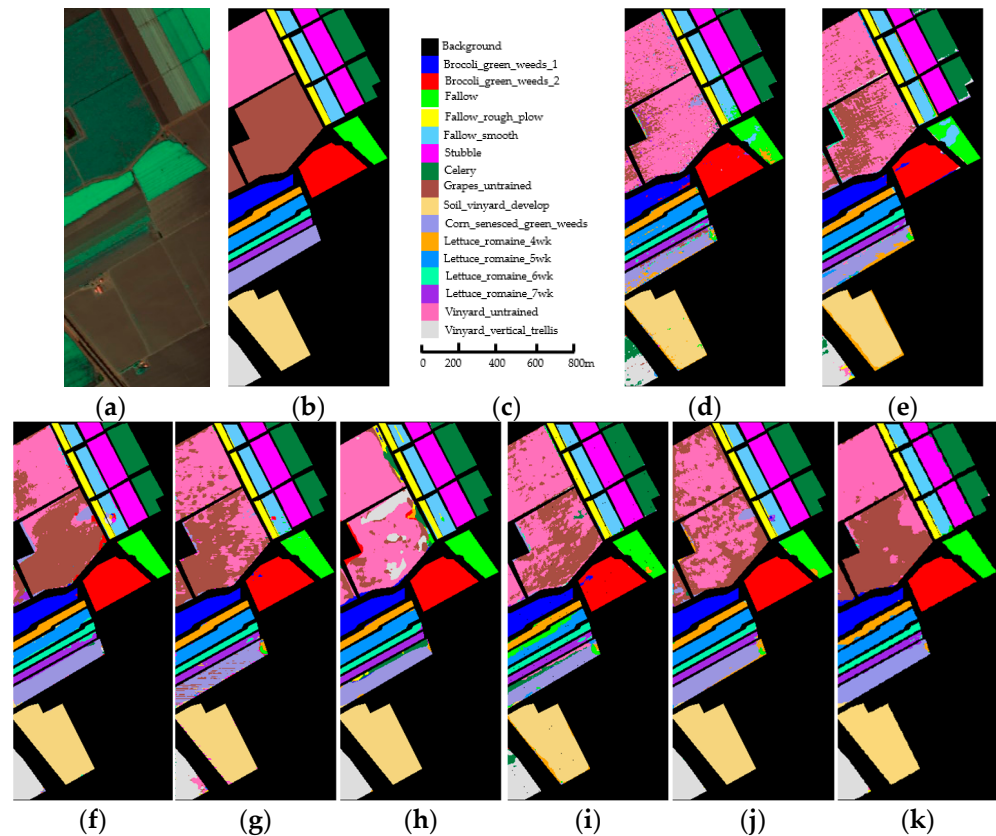 Background
Brocoli_green_weeds_1
Brocoli_green_weeds_2
Fallow
Fallow_rough_plow
Fallow_smooth
Stubble
Celery
Grapes_untrained
Soil_vinyard_develop
Corn_senesced_green_weeds
Lettuce_romaine_4wk
Lettuce_romaine_5wk
Lettuce_romaine_6wk
Lettuce_romaine_7wk
Vinyard_untrained
Vinyard_vertical_trellis
0 200 400 600 800m
(a) (b) (c) (d) (e)
(f) (g) (h) (i) (j) (k)